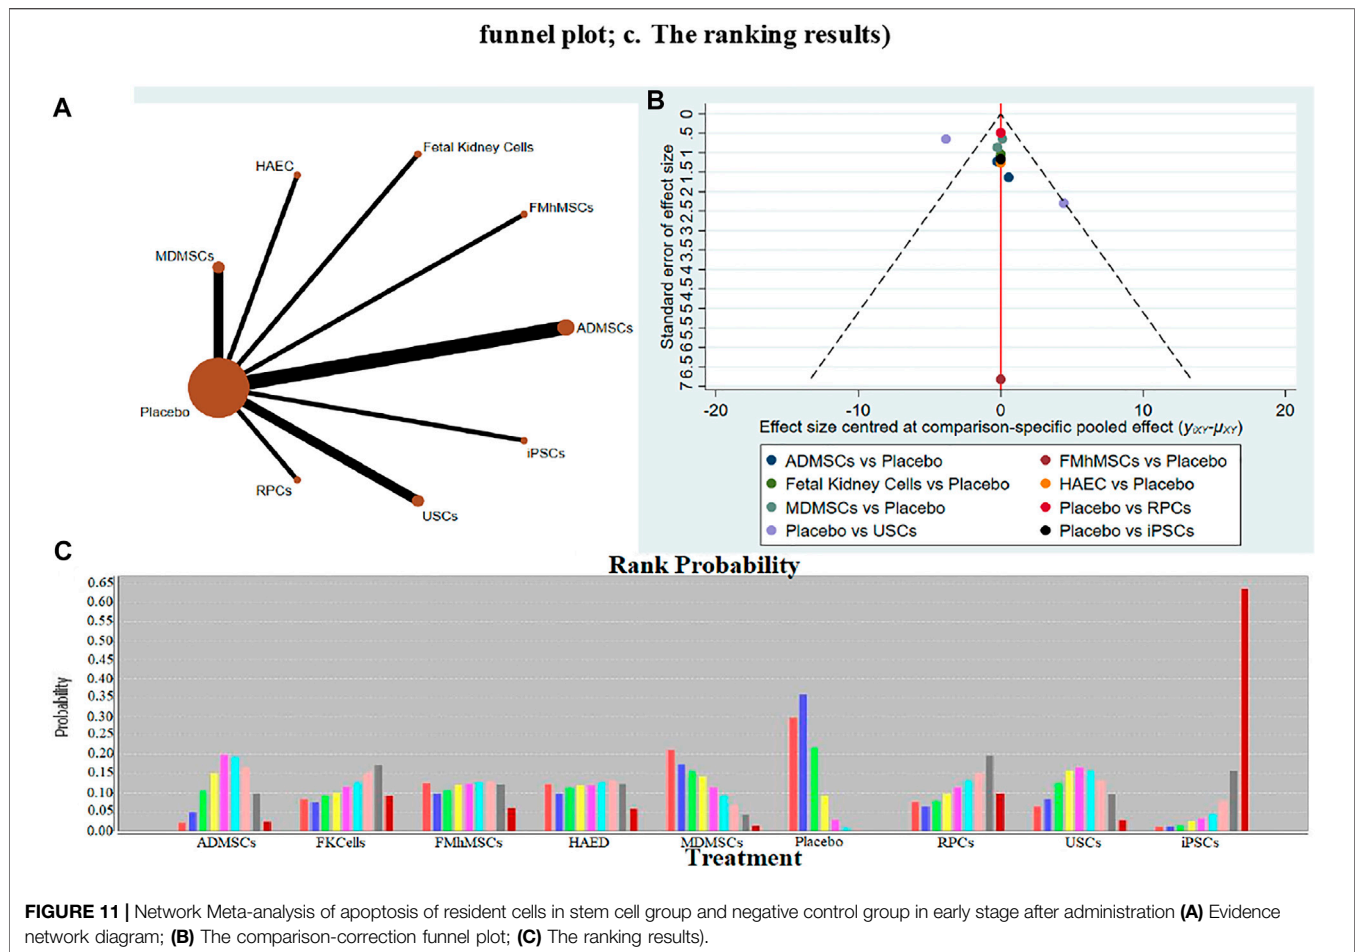 funnel plot; c. The ranking results)
A
HAEC
Fetal Kidney Cells
FMhMSCs
MDMSCs
ADMSCs
Placebo
iPSCs
RPCs
USCs
B
Standard error of effect size
0
.5
1
1.5
2
2.5
3
3.5
4
4.5
5
5.5
6
6.5
7
-20 -10 0 10 20
Effect size centred at comparison-specific pooled effect (yiXY-μXY)
ADMSCs vs Placebo
FMhMSCs vs Placebo
Fetal Kidney Cells vs Placebo
HAEC vs Placebo
MDMSCs vs Placebo
Placebo vs RPCs
Placebo vs USCs
Placebo vs iPSCs
C
Rank Probability
Probability
0.65
0.60
0.55
0.50
0.45
0.40
0.35
0.30
0.25
0.20
0.15
0.10
0.05
0.00
ADMSCs FKCells FMhMSCs HAED MDMSCs Placebo RPCs USCs iPSCs
Treatment
FIGURE 11 | Network Meta-analysis of apoptosis of resident cells in stem cell group and negative control group in early stage after administration (A) Evidence
network diagram; (B) The comparison-correction funnel plot; (C) The ranking results).